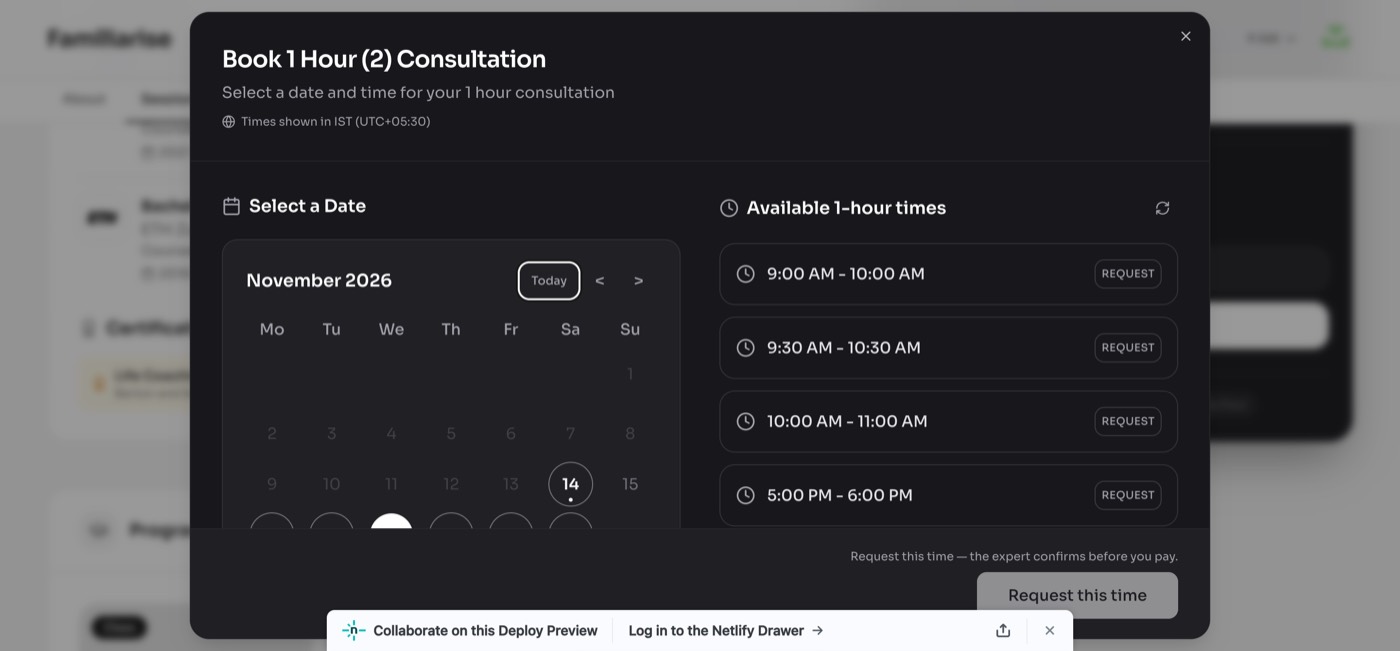 Familiarise
Book 1 Hour (2) Consultation
Select a date and time for your 1 hour consultation
Times shown in IST (UTC+05:30)
Select a Date
November 2026
Today
<
>
Mo Tu We Th Fr Sa Su
1
2 3 4 5 6 7 8
9 10 11 12 13 14 15
Available 1-hour times
9:00 AM - 10:00 AM REQUEST
9:30 AM - 10:30 AM REQUEST
10:00 AM - 11:00 AM REQUEST
5:00 PM - 6:00 PM REQUEST
Request this time — the expert confirms before you pay.
Request this time
Collaborate on this Deploy Preview
Log in to the Netlify Drawer →